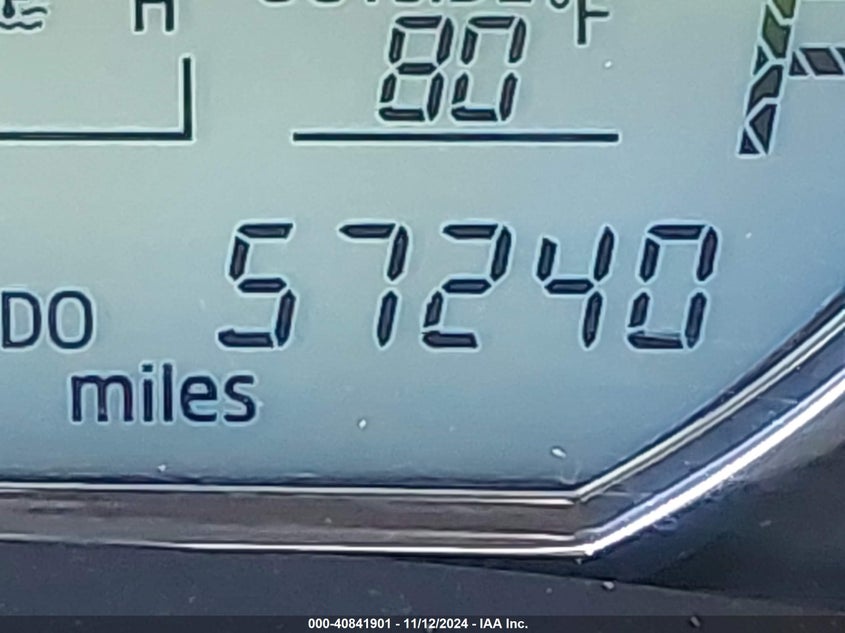 H
°F
80
57240
DO
miles
000-40841901 - 11/12/2024 - IAA Inc.